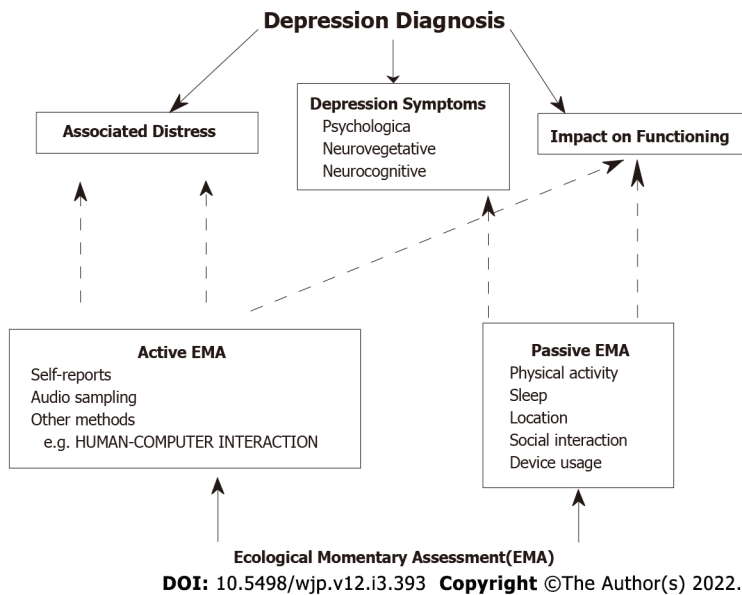 Depression Diagnosis
Associated Distress
Depression Symptoms
Psychologica
Neurovegetative
Neurocognitive
Impact on Functioning
Active EMA
Self-reports
Audio sampling
Other methods
e.g. HUMAN-COMPUTER INTERACTION
Passive EMA
Physical activity
Sleep
Location
Social interaction
Device usage
Ecological Momentary Assessment(EMA)
DOI: 10.5498/wjp.v12.i3.393 Copyright ©The Author(s) 2022.